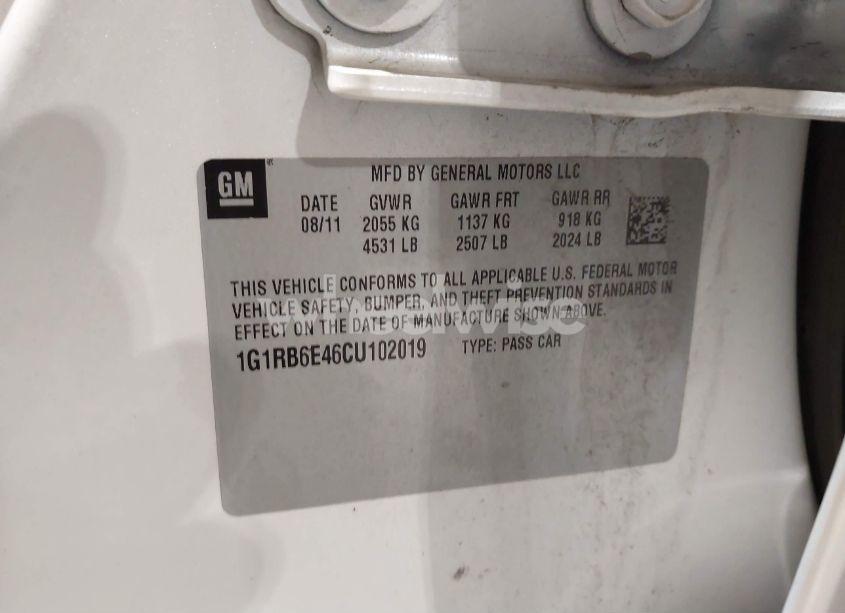 GM
MFD BY GENERAL MOTORS LLC
DATE GVWR GAWR FRT GAWR RR
08/11 2055 KG 1137 KG 918 KG
4531 LB 2507 LB 2024 LB
THIS VEHICLE CONFORMS TO ALL APPLICABLE U.S. FEDERAL MOTOR
VEHICLE SAFETY, BUMPER, AND THEFT PREVENTION STANDARDS IN
EFFECT ON THE DATE OF MANUFACTURE SHOWN ABOVE.
1G1RB6E46CU102019 TYPE: PASS CAR
wheelwise